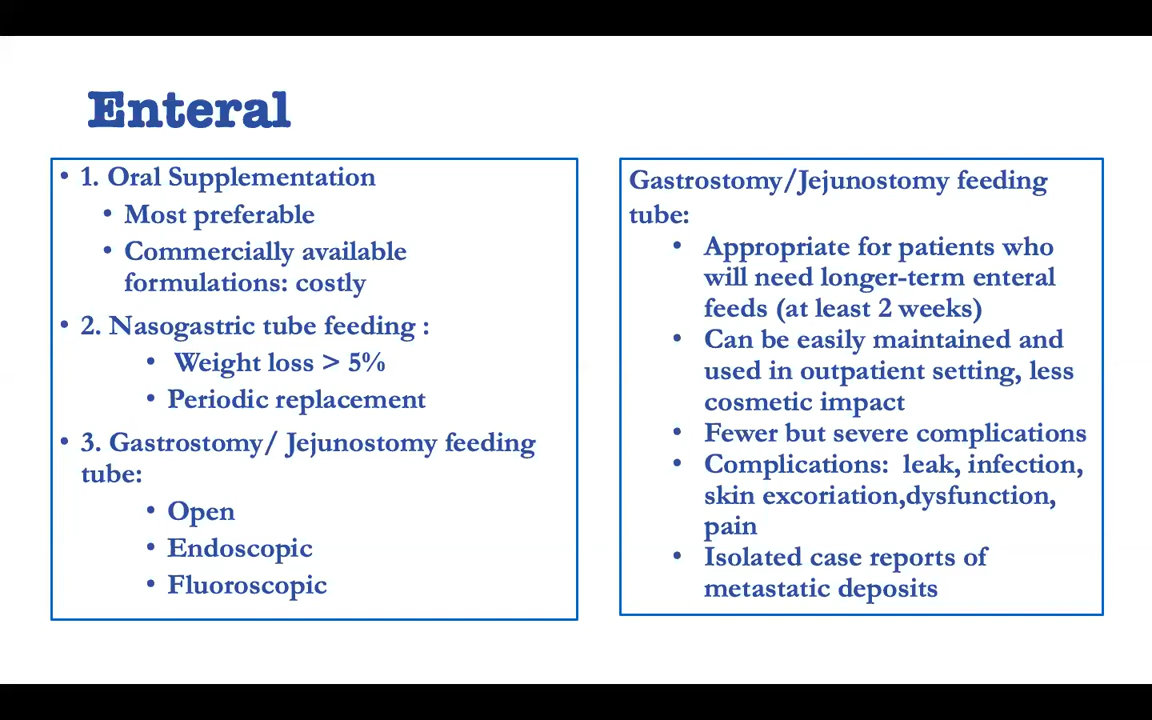 Enteral
• 1. Oral Supplementation
• Most preferable
• Commercially available
formulations: costly
• 2. Nasogastric tube feeding :
• Weight loss > 5%
• Periodic replacement
• 3. Gastrostomy/ Jejunostomy feeding
tube:
• Open
• Endoscopic
• Fluoroscopic
Gastrostomy/Jejunostomy feeding
tube:
• Appropriate for patients who
will need longer-term enteral
feeds (at least 2 weeks)
• Can be easily maintained and
used in outpatient setting, less
cosmetic impact
• Fewer but severe complications
• Complications: leak, infection,
skin excoriation,dysfunction,
pain
• Isolated case reports of
metastatic deposits